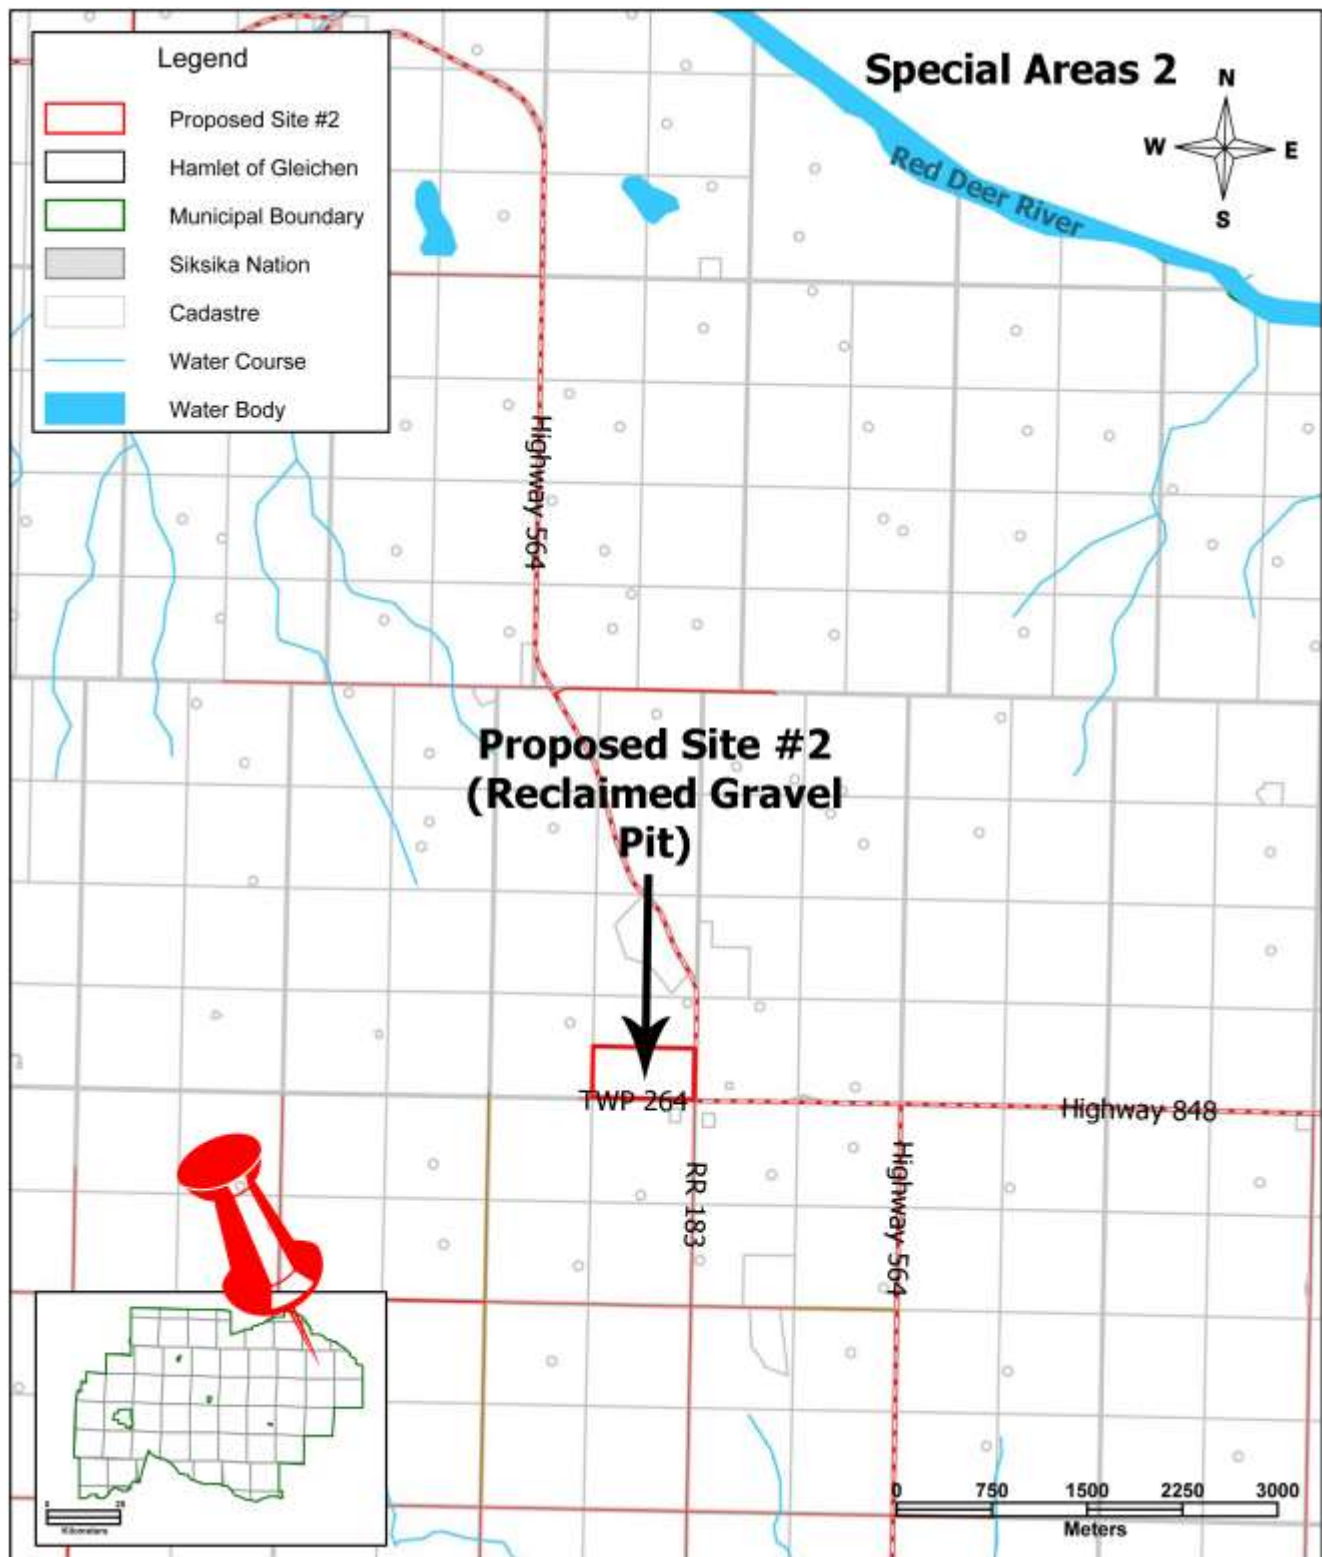 Legend
Proposed Site #2
Hamlet of Gleichen
Municipal Boundary
Siksika Nation
Cadastre
Water Course
Water Body
Special Areas 2
N
W
E
S
Red Deer River
Highway 564
Proposed Site #2
(Reclaimed Gravel
Pit)
TWP 264
Highway 848
RR 183
Highway 564
0 750 1500 2250 3000
Meters
Kilometers